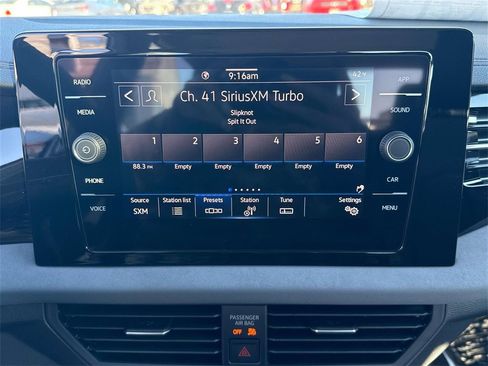 9:16am
42°F
RADIO
APP
Ch. 41 SiriusXM Turbo
MEDIA
SOUND
Slipknot
Spit It Out
1 2 3 4 5 6
88.3 FM Empty Empty Empty Empty Empty
PHONE
CAR
Source Station list Presets Station Tune Settings
VOICE
SXM
MENU
PASSENGER
AIR BAG
OFF